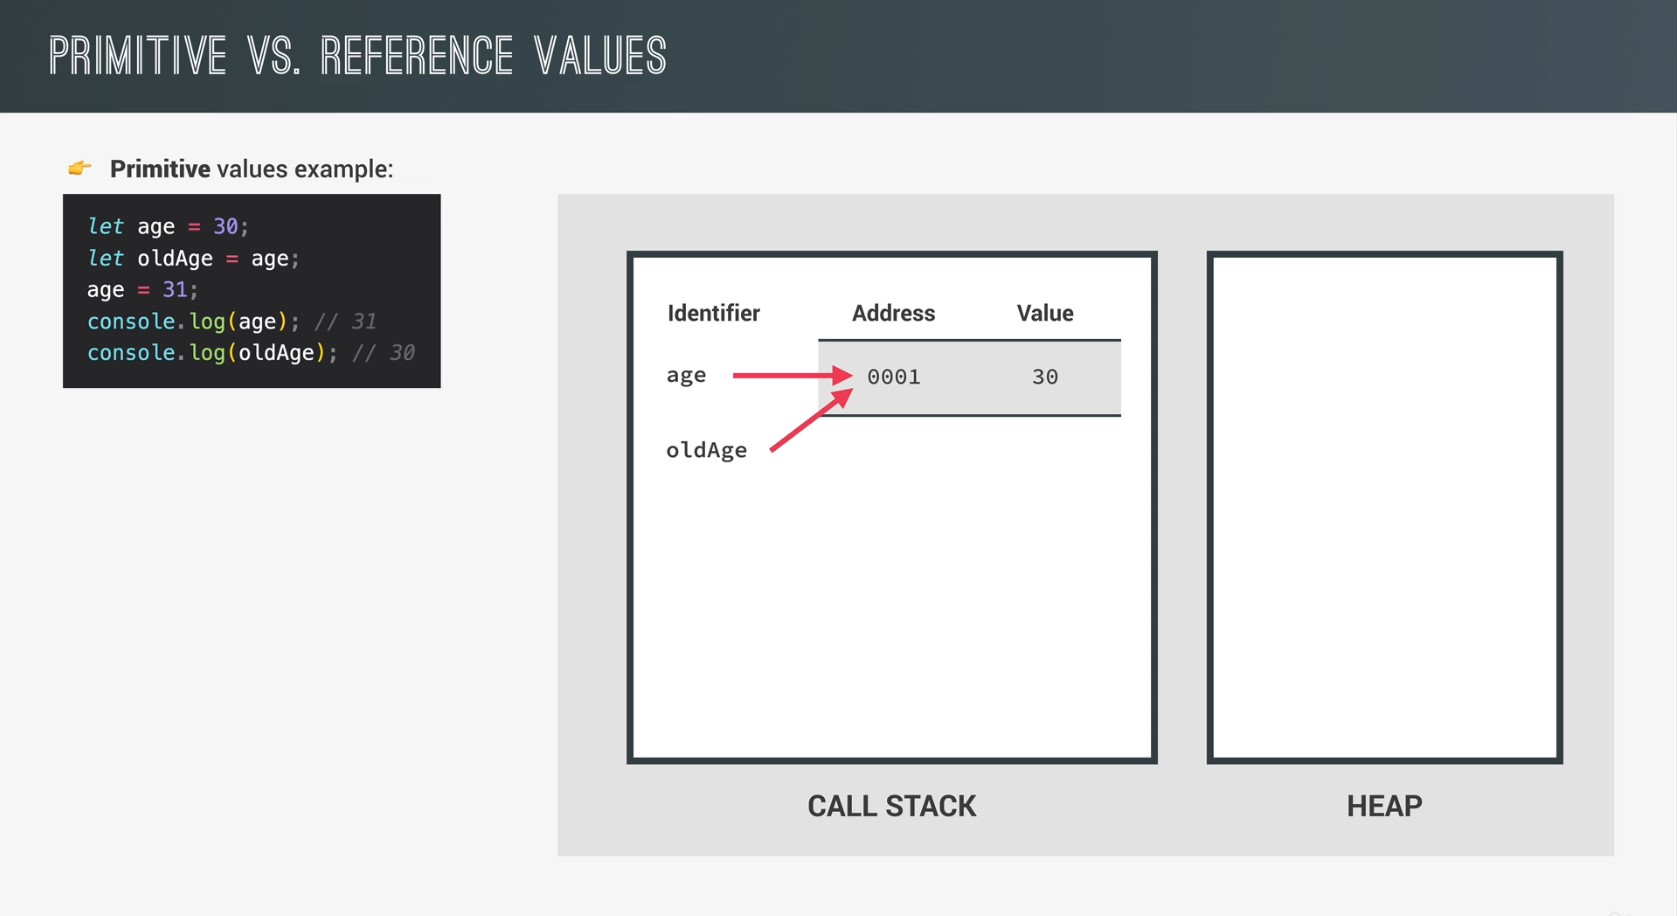 PRIMITIVE VS. REFERENCE VALUES
👉 Primitive values example:
let age = 30;
let oldAge = age;
age = 31;
console.log(age); // 31
console.log(oldAge); // 30
Identifier Address Value
age 0001 30
oldAge
CALL STACK
HEAP